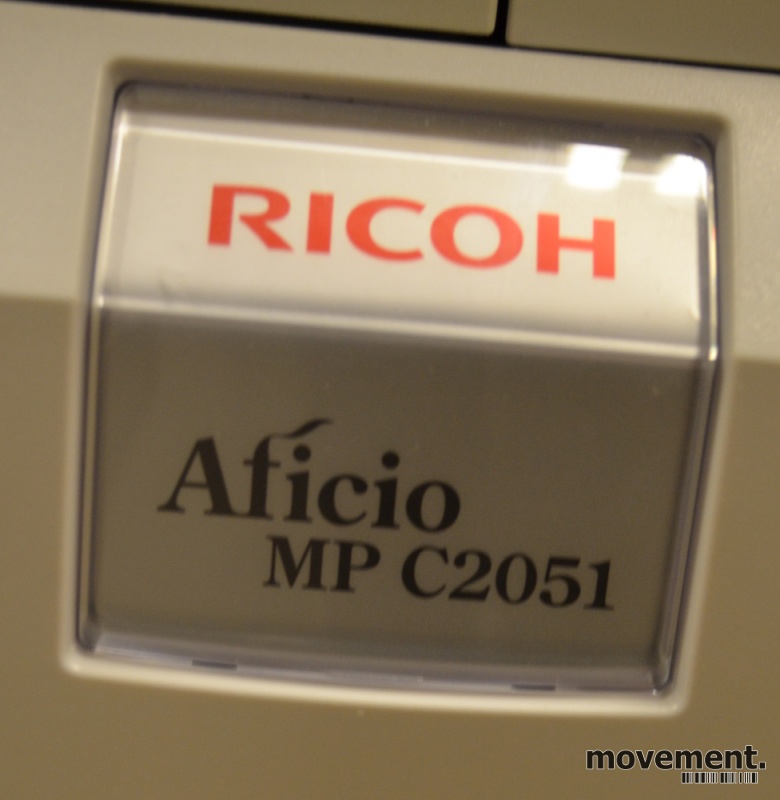 RICOH
Aficio
MP C2051
movement.